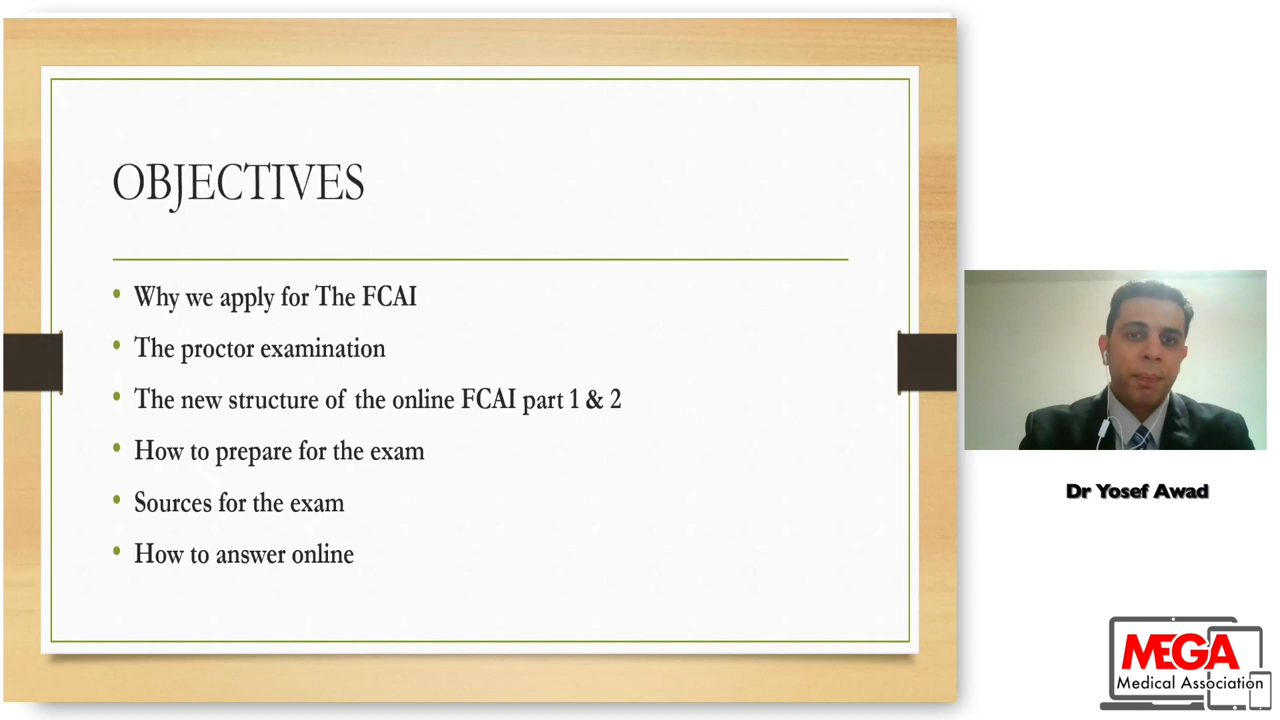 OBJECTIVES
• Why we apply for The FCAI
• The proctor examination
• The new structure of the online FCAI part 1 & 2
• How to prepare for the exam
• Sources for the exam
• How to answer online
Dr Yosef Awad
MEGA
Medical Association